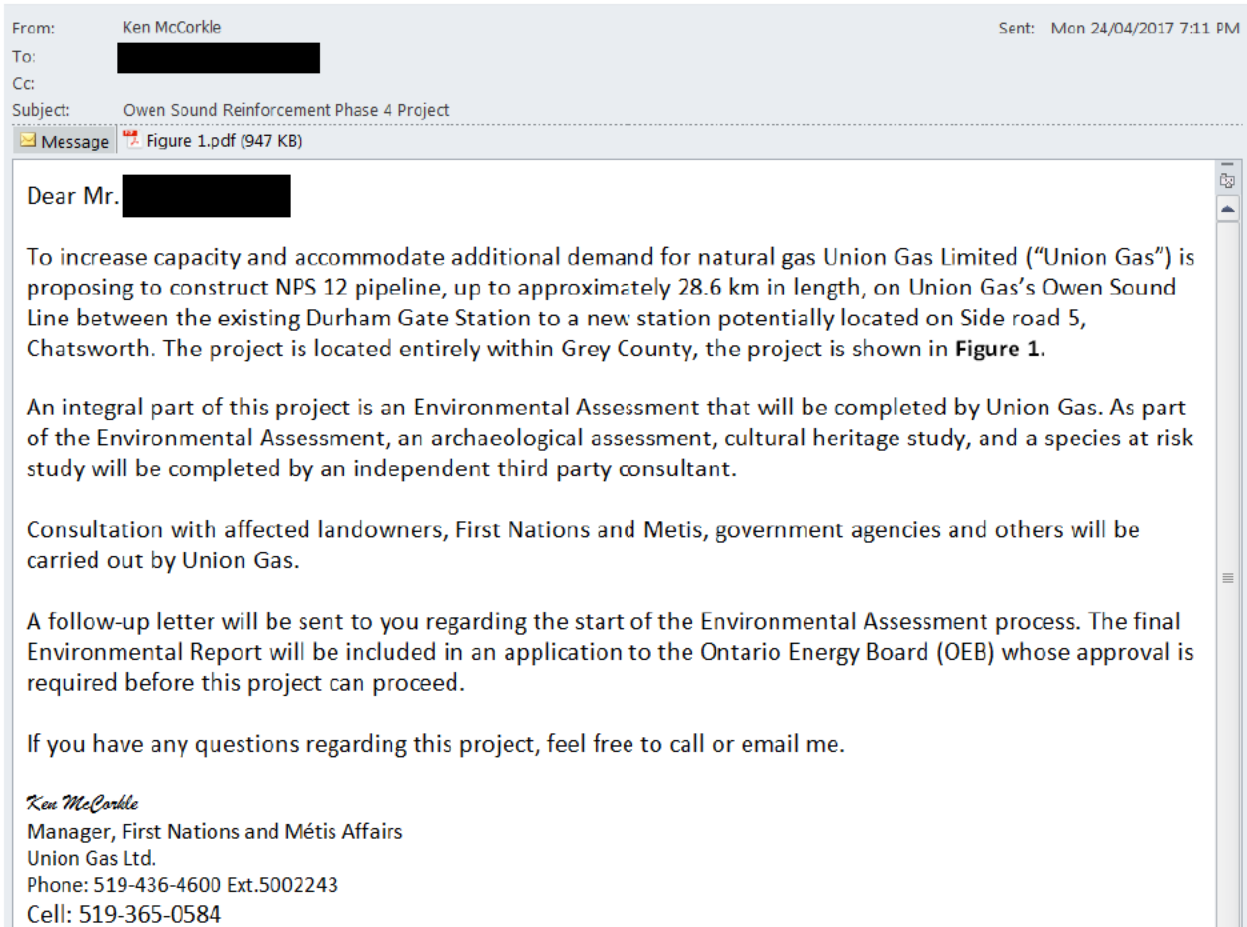 From: Ken McCorkle Sent: Mon 24/04/2017 7:11 PM
To:
Cc:
Subject: Owen Sound Reinforcement Phase 4 Project
Message Figure 1.pdf (947 KB)
Dear Mr.
To increase capacity and accommodate additional demand for natural gas Union Gas Limited (“Union Gas”) is
proposing to construct NPS 12 pipeline, up to approximately 28.6 km in length, on Union Gas’s Owen Sound
Line between the existing Durham Gate Station to a new station potentially located on Side road 5,
Chatsworth. The project is located entirely within Grey County, the project is shown in Figure 1.
An integral part of this project is an Environmental Assessment that will be completed by Union Gas. As part
of the Environmental Assessment, an archaeological assessment, cultural heritage study, and a species at risk
study will be completed by an independent third party consultant.
Consultation with affected landowners, First Nations and Metis, government agencies and others will be
carried out by Union Gas.
A follow-up letter will be sent to you regarding the start of the Environmental Assessment process. The final
Environmental Report will be included in an application to the Ontario Energy Board (OEB) whose approval is
required before this project can proceed.
If you have any questions regarding this project, feel free to call or email me.
Ken McCorkle
Manager, First Nations and Métis Affairs
Union Gas Ltd.
Phone: 519-436-4600 Ext.5002243
Cell: 519-365-0584